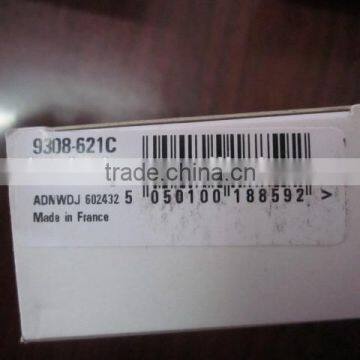 9308-621C
trade.china.cn
ADNWDJ 602432 5 050100 188592 >
Made in France